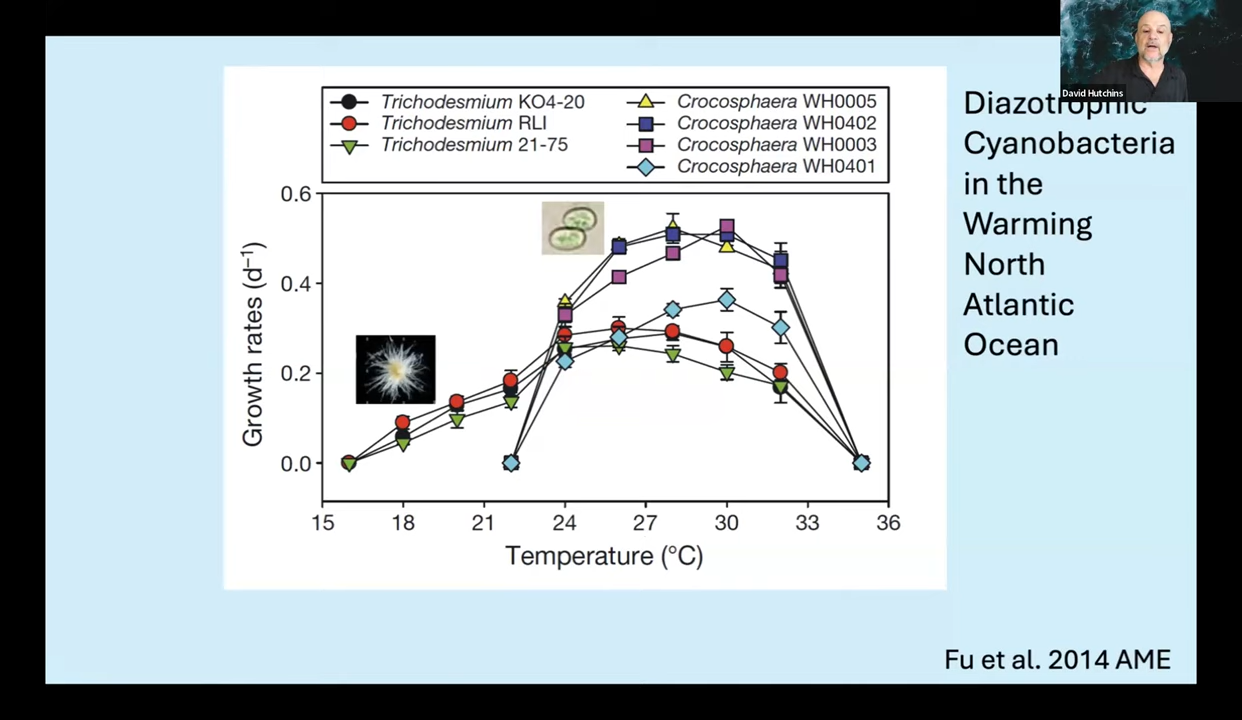 David Hutchins
Trichodesmium KO4-20
Trichodesmium RLI
Trichodesmium 21-75
Crocosphaera WH0005
Crocosphaera WH0402
Crocosphaera WH0003
Crocosphaera WH0401
Diazotrophic
Cyanobacteria
in the
Warming
North
Atlantic
Ocean
Growth rates (d–1)
0.6
0.4
0.2
0.0
15 18 21 24 27 30 33 36
Temperature (°C)
Fu et al. 2014 AME